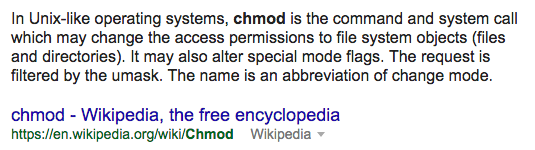 In Unix-like operating systems, chmod is the command and system call
which may change the access permissions to file system objects (files
and directories). It may also alter special mode flags. The request is
filtered by the umask. The name is an abbreviation of change mode.
chmod - Wikipedia, the free encyclopedia
https://en.wikipedia.org/wiki/Chmod Wikipedia